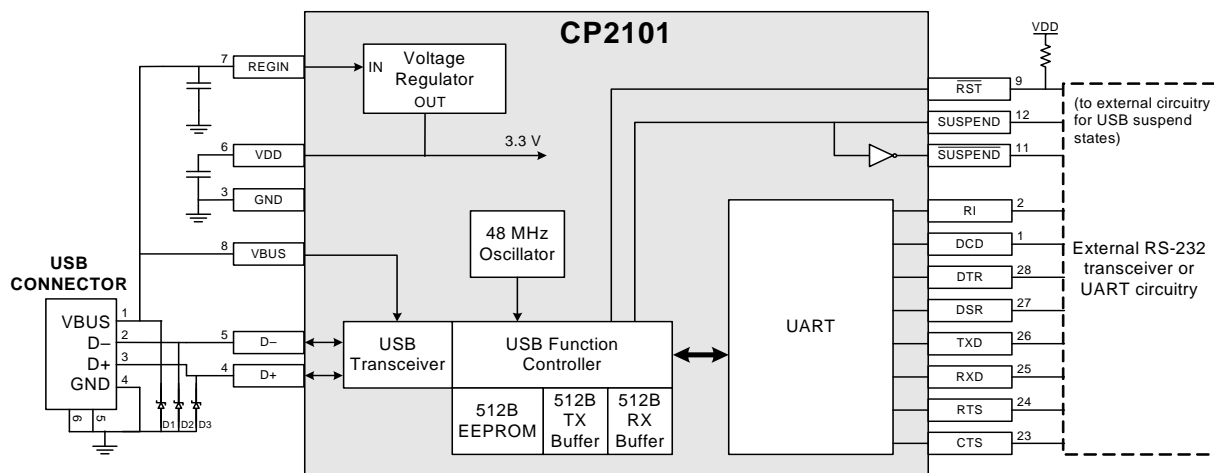 CP2101
7
REGIN
IN
Voltage
Regulator
OUT
6
VDD
3.3 V
3
GND
8
VBUS
48 MHz
Oscillator
USB
CONNECTOR
VBUS
D–
D+
GND
1
2
3
4
6
5
D1
D2
D3
5
D–
4
D+
USB
Transceiver
USB Function
Controller
512B
EEPROM
512B
TX
Buffer
512B
RX
Buffer
UART
VDD
RST
9
SUSPEND
12
SUSPEND
11
(to external circuitry
for USB suspend
states)
RI
2
DCD
1
DTR
28
DSR
27
TXD
26
RXD
25
RTS
24
CTS
23
External RS-232
transceiver or
UART circuitry